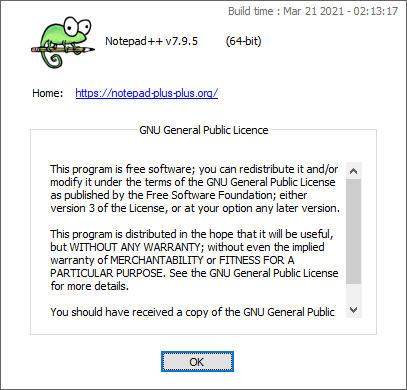 Build time : Mar 21 2021 - 02:13:17
Notepad++ v7.9.5 (64-bit)
Home: https://notepad-plus-plus.org/
GNU General Public Licence
This program is free software; you can redistribute it and/or
modify it under the terms of the GNU General Public License
as published by the Free Software Foundation; either
version 3 of the License, or at your option any later version.
This program is distributed in the hope that it will be useful,
but WITHOUT ANY WARRANTY; without even the implied
warranty of MERCHANTABILITY or FITNESS FOR A
PARTICULAR PURPOSE. See the GNU General Public License
for more details.
You should have received a copy of the GNU General Public
OK